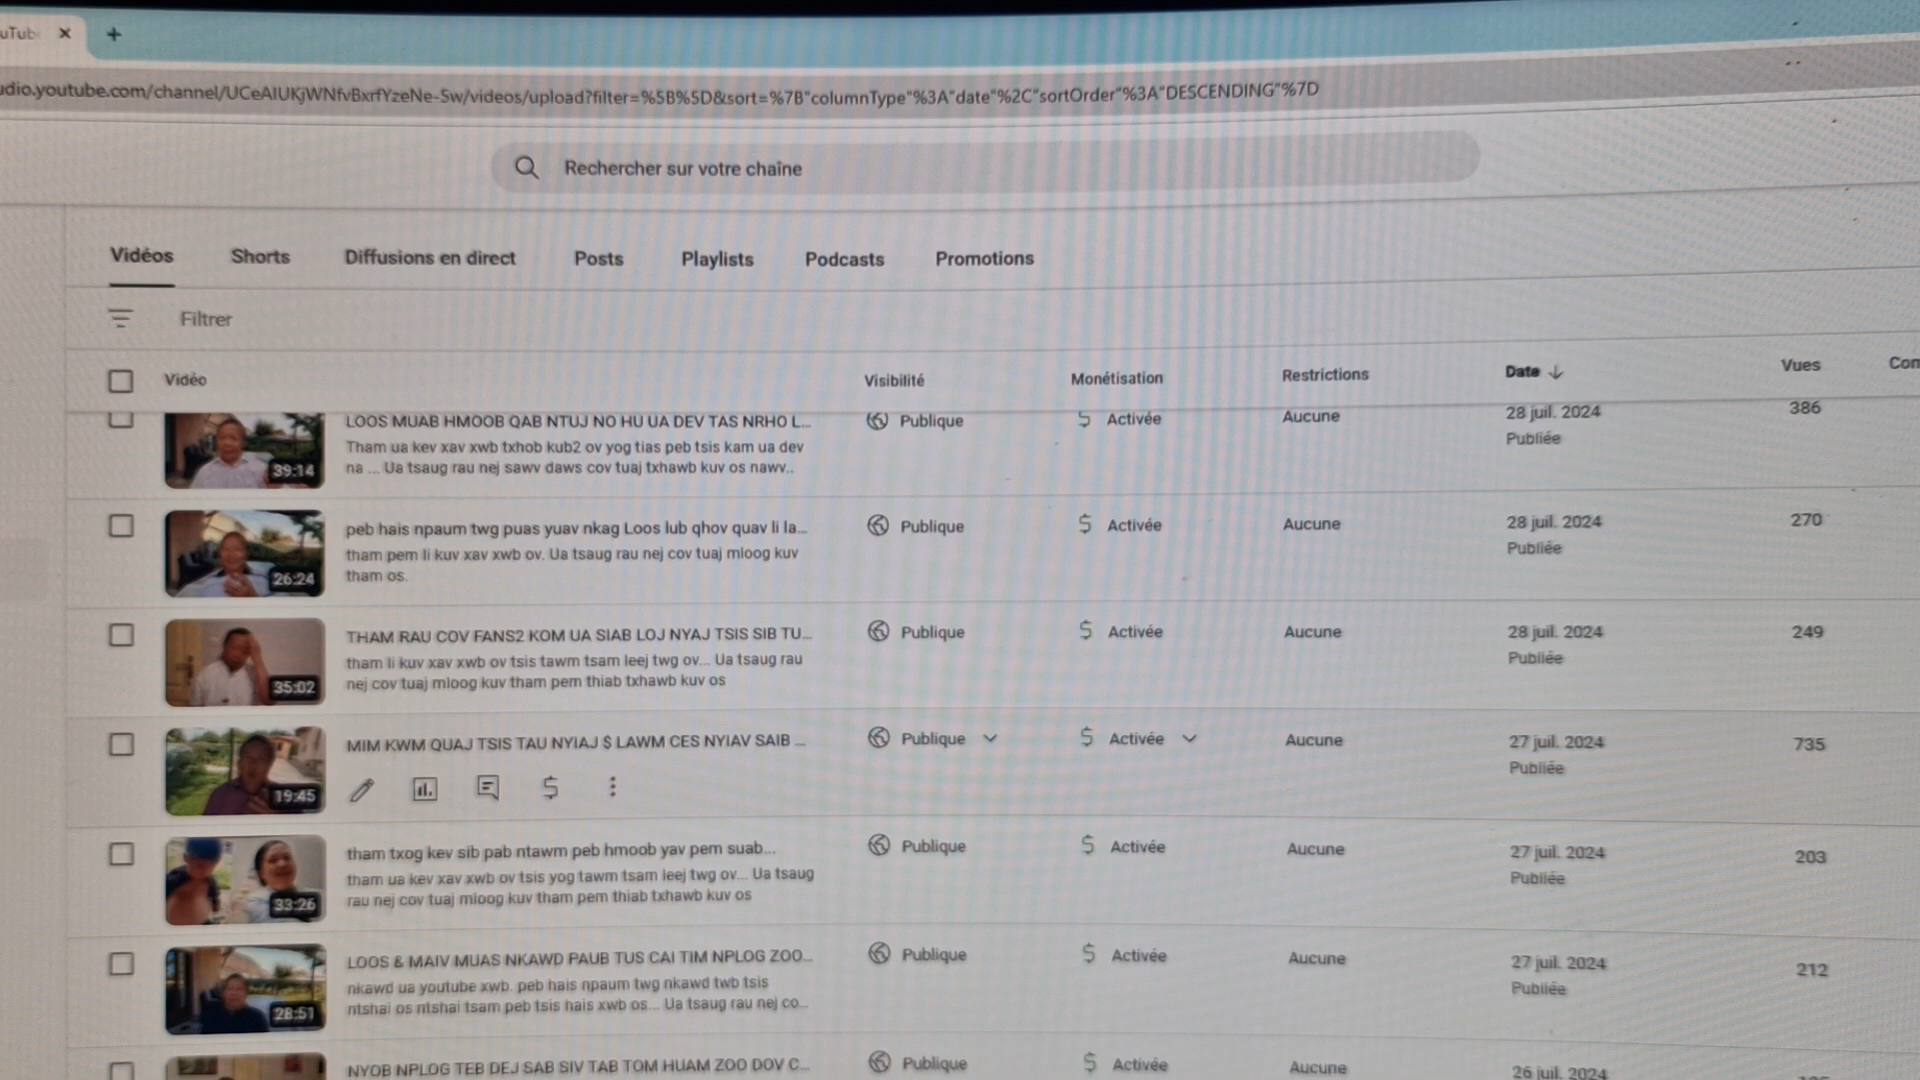 uTub
udio.youtube.com/channel/UCeAIUKjWNfvBxrfYzeNe-Sw/videos/upload?filter=%5B%5D&sort=%7B"columnType"%3A"date"%2C"sortOrder"%3A"DESCENDING"%7D
Rechercher sur votre chaîne
Vidéos Shorts Diffusions en direct Posts Playlists Podcasts Promotions
Filtrer
Vidéo Visibilité Monétisation Restrictions Date Vues Com
LOOS MUAB HMOOB QAB NTUJ NO HU UA DEV TAS NRHO L... Publique Activée Aucune 28 juil. 2024 386
Tham ua kev xav xwb txhob kub2 ov yog tias peb tsis kam ua dev Publiée
na ... Ua tsaug rau nej sawv daws cov tuaj txhawb kuv os nawv..
39:14
peb hais npaum twg puas yuav nkag Loos lub qhov quav li la... Publique Activée Aucune 28 juil. 2024 270
tham pem li kuv xav xwb ov. Ua tsaug rau nej cov tuaj mloog kuv Publiée
tham os.
26:24
THAM RAU COV FANS2 KOM UA SIAB LOJ NYAJ TSIS SIB TU... Publique Activée Aucune 28 juil. 2024 249
tham li kuv xav xwb ov tsis tawm tsam leej twg ov... Ua tsaug rau Publiée
nej cov tuaj mloog kuv tham pem thiab txhawb kuv os
35:02
MIM KWM QUAJ TSIS TAU NYIAJ $ LAWM CES NYIAV SAIB ... Publique Activée Aucune 27 juil. 2024 735
Publiée
19:45
tham txog kev sib pab ntawm peb hmoob yav pem suab... Publique Activée Aucune 27 juil. 2024 203
tham ua kev xav xwb ov tsis yog tawm tsam leej twg ov... Ua tsaug Publiée
rau nej cov tuaj mloog kuv tham pem thiab txhawb kuv os
33:26
LOOS & MAIV MUAS NKAWD PAUB TUS CAI TIM NPLOG ZOO... Publique Activée Aucune 27 juil. 2024 212
nkawd ua youtube xwb. peb hais npaum twg nkawd twb tsis Publiée
ntshai os ntshai tsam peb tsis hais xwb os... Ua tsaug rau nej co...
28:51
NYOB NPLOG TEB DEJ SAB SIV TAB TOM HUAM ZOO DOV C... Publique Activée Aucune 26 juil. 2024